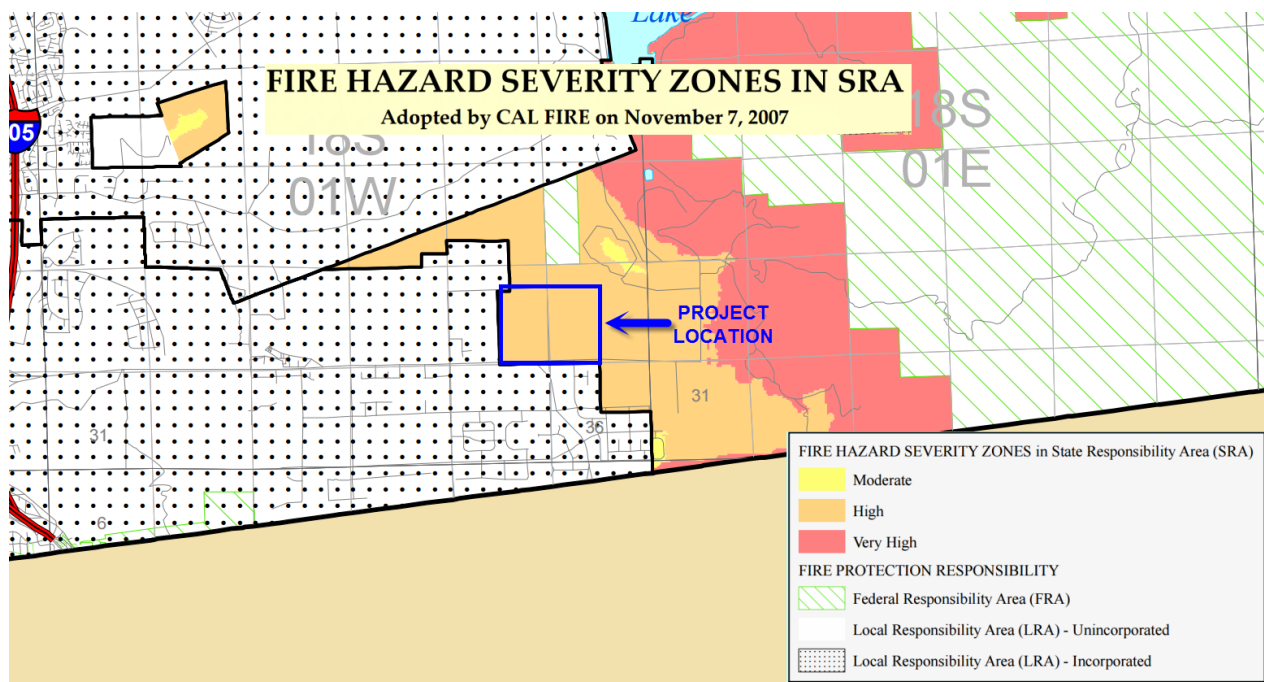 Lake
FIRE HAZARD SEVERITY ZONES IN SRA
Adopted by CAL FIRE on November 7, 2007
05
18S
01W
18S
01E
PROJECT
LOCATION
31
31
36
6
FIRE HAZARD SEVERITY ZONES in State Responsibility Area (SRA)
Moderate
High
Very High
FIRE PROTECTION RESPONSIBILITY
Federal Responsibility Area (FRA)
Local Responsibility Area (LRA) - Unincorporated
Local Responsibility Area (LRA) - Incorporated